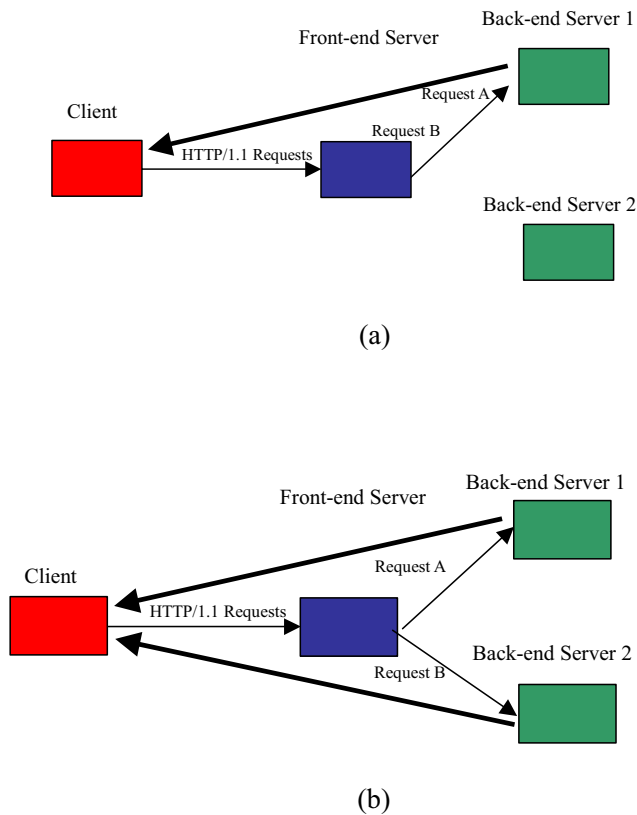 Back-end Server 1
Front-end Server
Request A
Client
Request B
HTTP/1.1 Requests
Back-end Server 2
(a)
Back-end Server 1
Front-end Server
Request A
Client
HTTP/1.1 Requests
Back-end Server 2
Request B
(b)